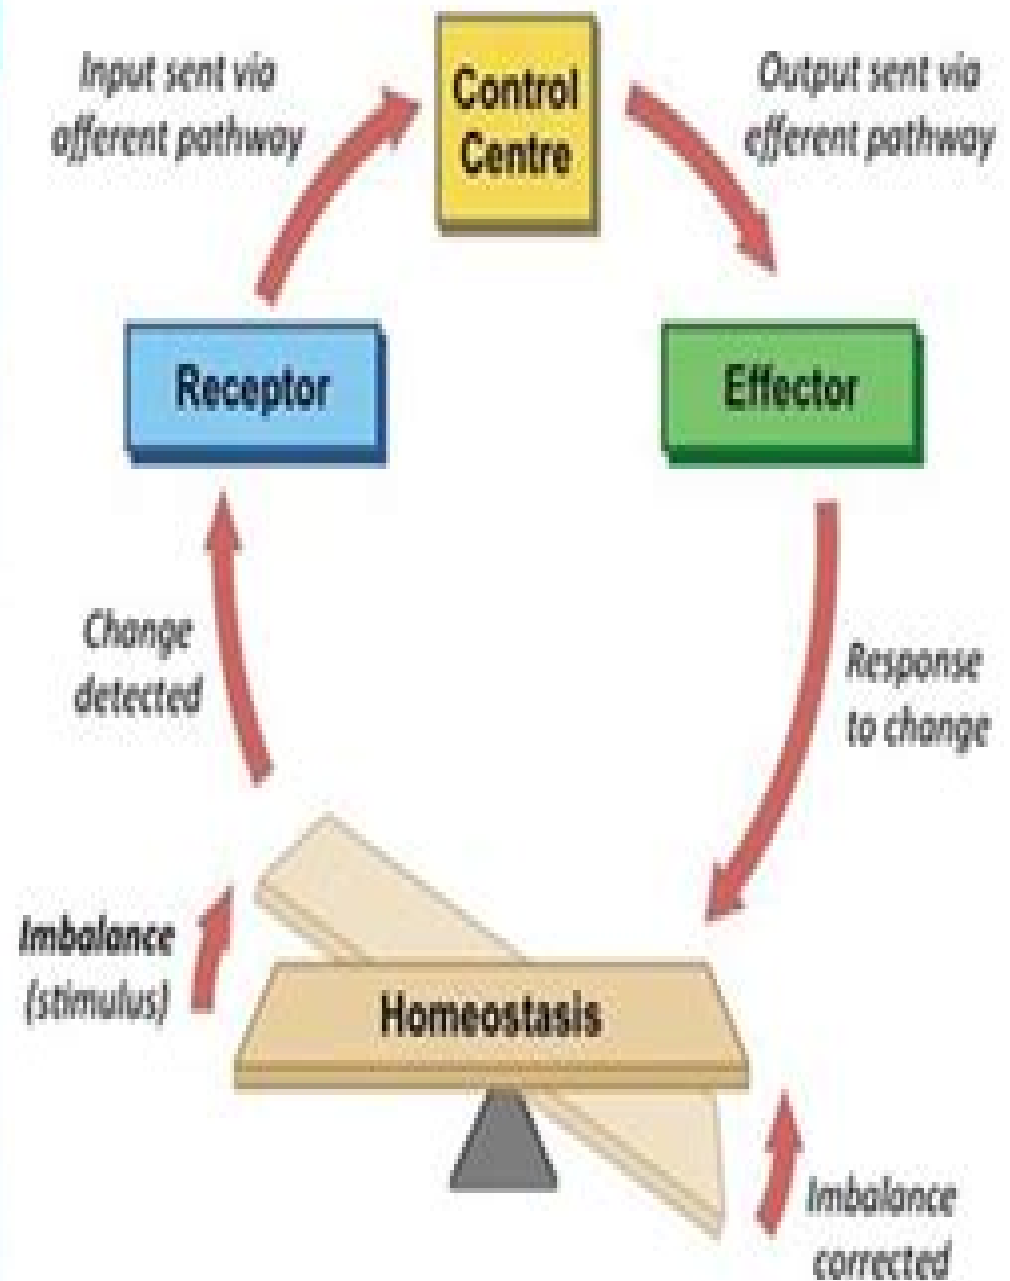 Input sent via
afferent pathway
Control
Centre
Output sent via
efferent pathway
Receptor
Effector
Change
detected
Response
to change
Imbalance
(stimulus)
Homeostasis
Imbalance
corrected